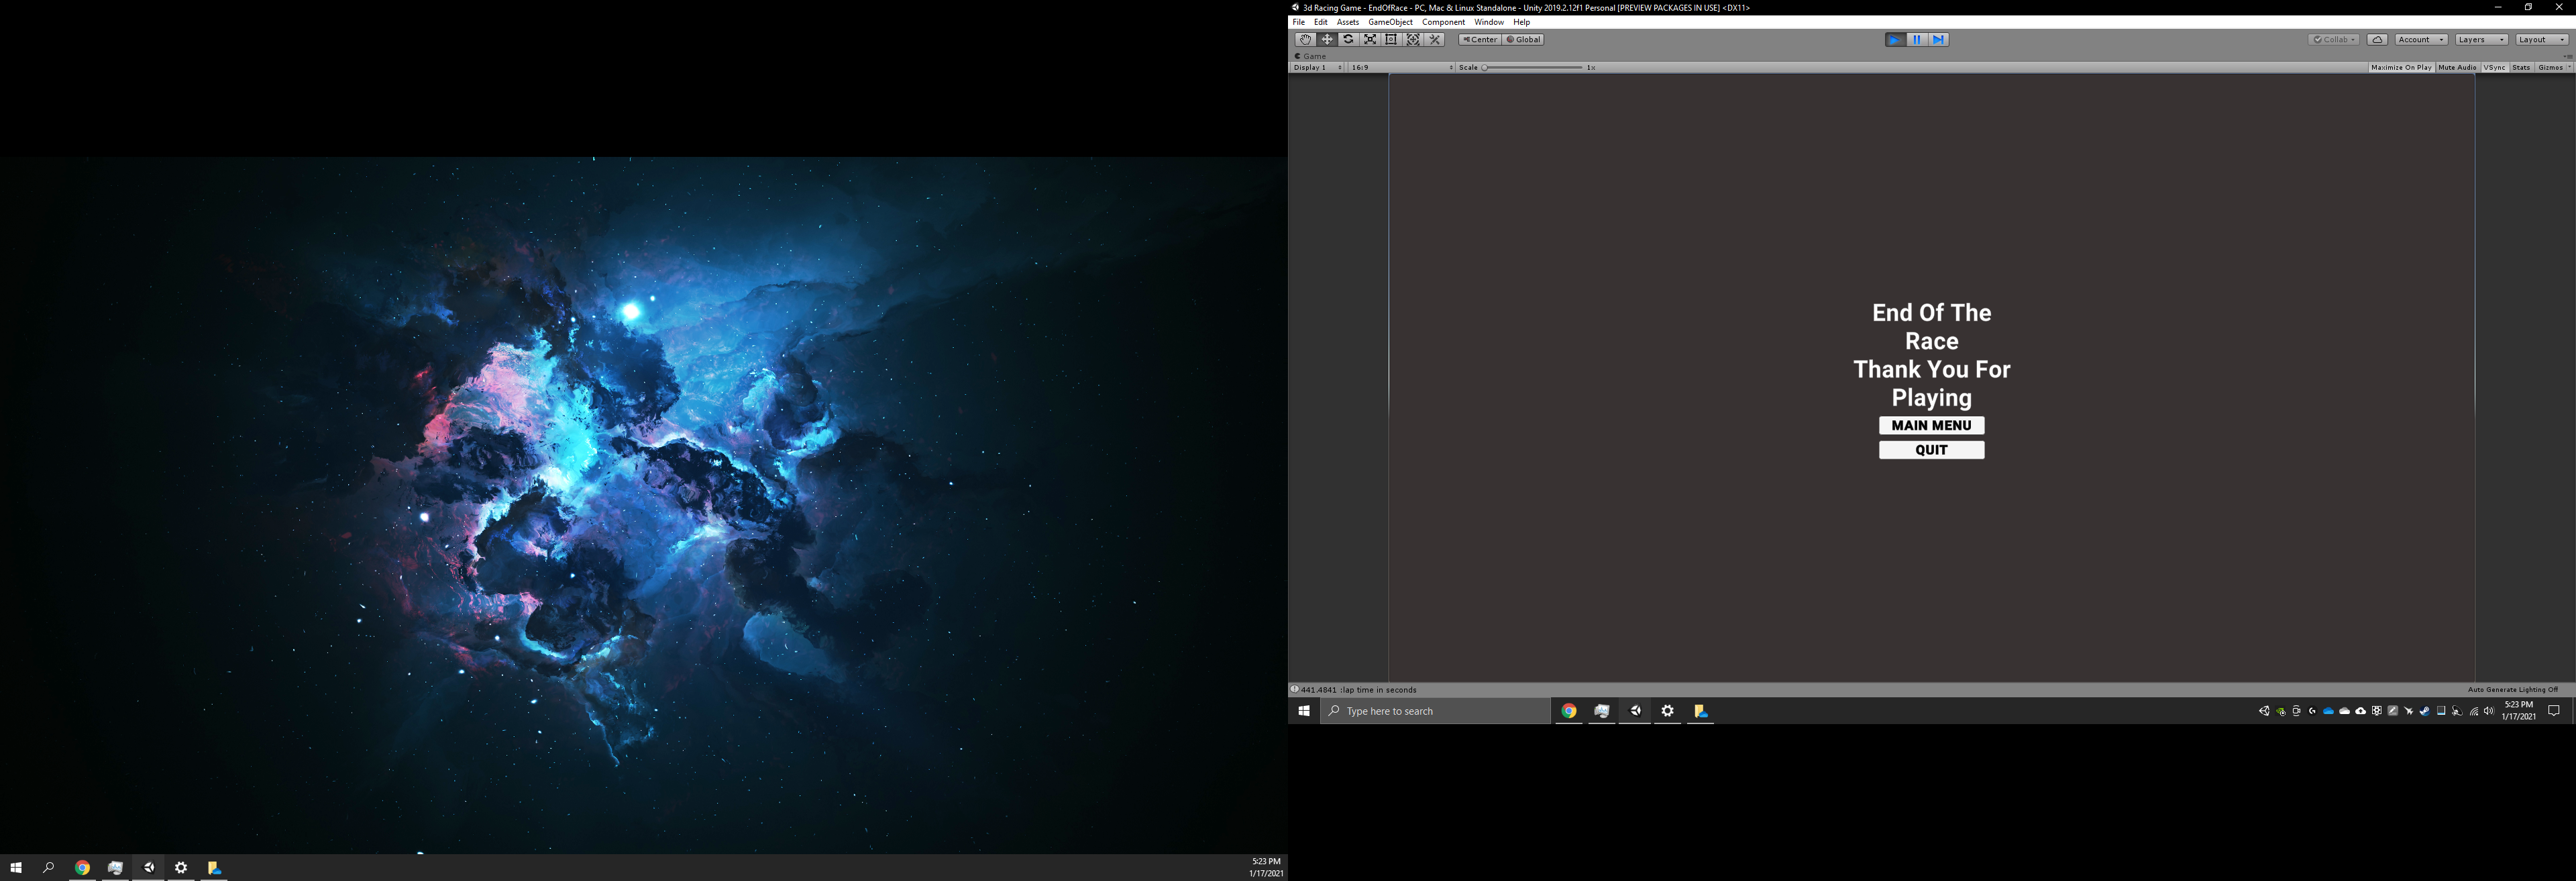 3d Racing Game - EndOfRace - PC, Mac & Linux Standalone - Unity 2019.2.12f1 Personal [PREVIEW PACKAGES IN USE] <DX11>
File Edit Assets GameObject Component Window Help
Center Global Collab Account Layers Layout
Game
Display 1 16:9 Scale 1x Maximize On Play Mute Audio VSync Stats Gizmos
End Of The
Race
Thank You For
Playing
MAIN MENU
QUIT
441.4841 :lap time in seconds Auto Generate Lighting Off
Type here to search
5:23 PM
1/17/2021
5:23 PM
1/17/2021